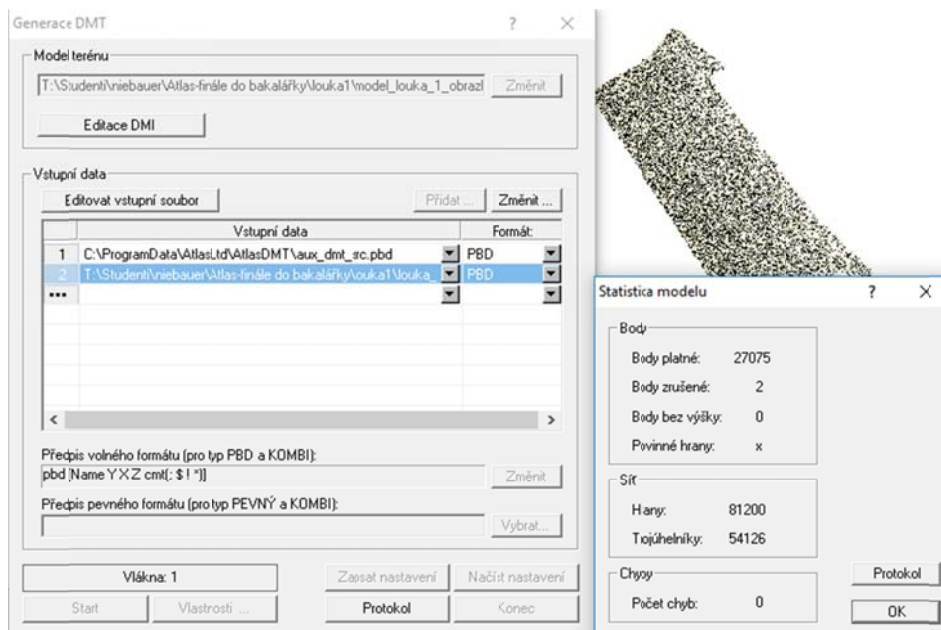 Generace DMT
Model terénu
T:\Studenti\niebauer\Atlas-finále do bakalářky\louka1\model_louka_1_obrazl
Změnit
Editace DMT
Vstupní data
Editovat vstupní soubor
Přidat ...
Změnit ...
Vstupní data
Formát:
1 C:\ProgramData\AtlasLtd\AtlasDMT\aux_dmt_src.pbd PBD
2 T:\Studenti\niebauer\Atlas-finále do bakalářky\louka1\louka_ PBD
•••
Předpis volného formátu (pro typ PBD a KOMBI):
pbd [Name Y X Z cmt(: $ ! *)]
Změnit
Předpis pevného formátu (pro typ PEVNÝ a KOMBI):
Vybrat...
Vlákna: 1
Zapsat nastavení
Načíst nastavení
Start
Vlastnosti ...
Protokol
Konec
Statistica modelu
Body
Body platné: 27075
Body zrušené: 2
Body bez výšky: 0
Povinné hrany: x
Síť
Hrany: 81200
Trojúhelníky: 54126
Chyby
Počet chyb: 0
Protokol
OK